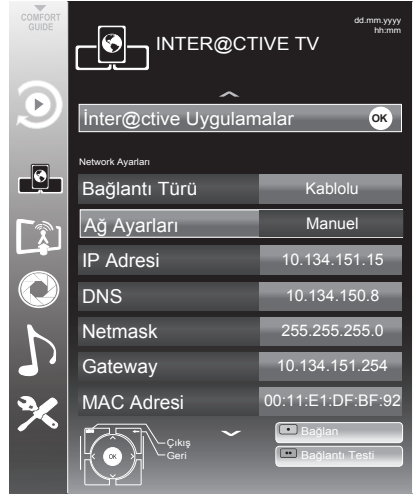 COMFORT
GUIDE
INTER@CTIVE TV
dd.mm.yyyy
hh:mm
İnter@ctive Uygulamalar
OK
Network Ayarları
Bağlantı Türü Kablolu
Ağ Ayarları Manuel
IP Adresi 10.134.151.15
DNS 10.134.150.8
Netmask 255.255.255.0
Gateway 10.134.151.254
MAC Adresi 00:11:E1:DF:BF:92
OK
Çıkış
Geri
Bağlan
Bağlantı Testi